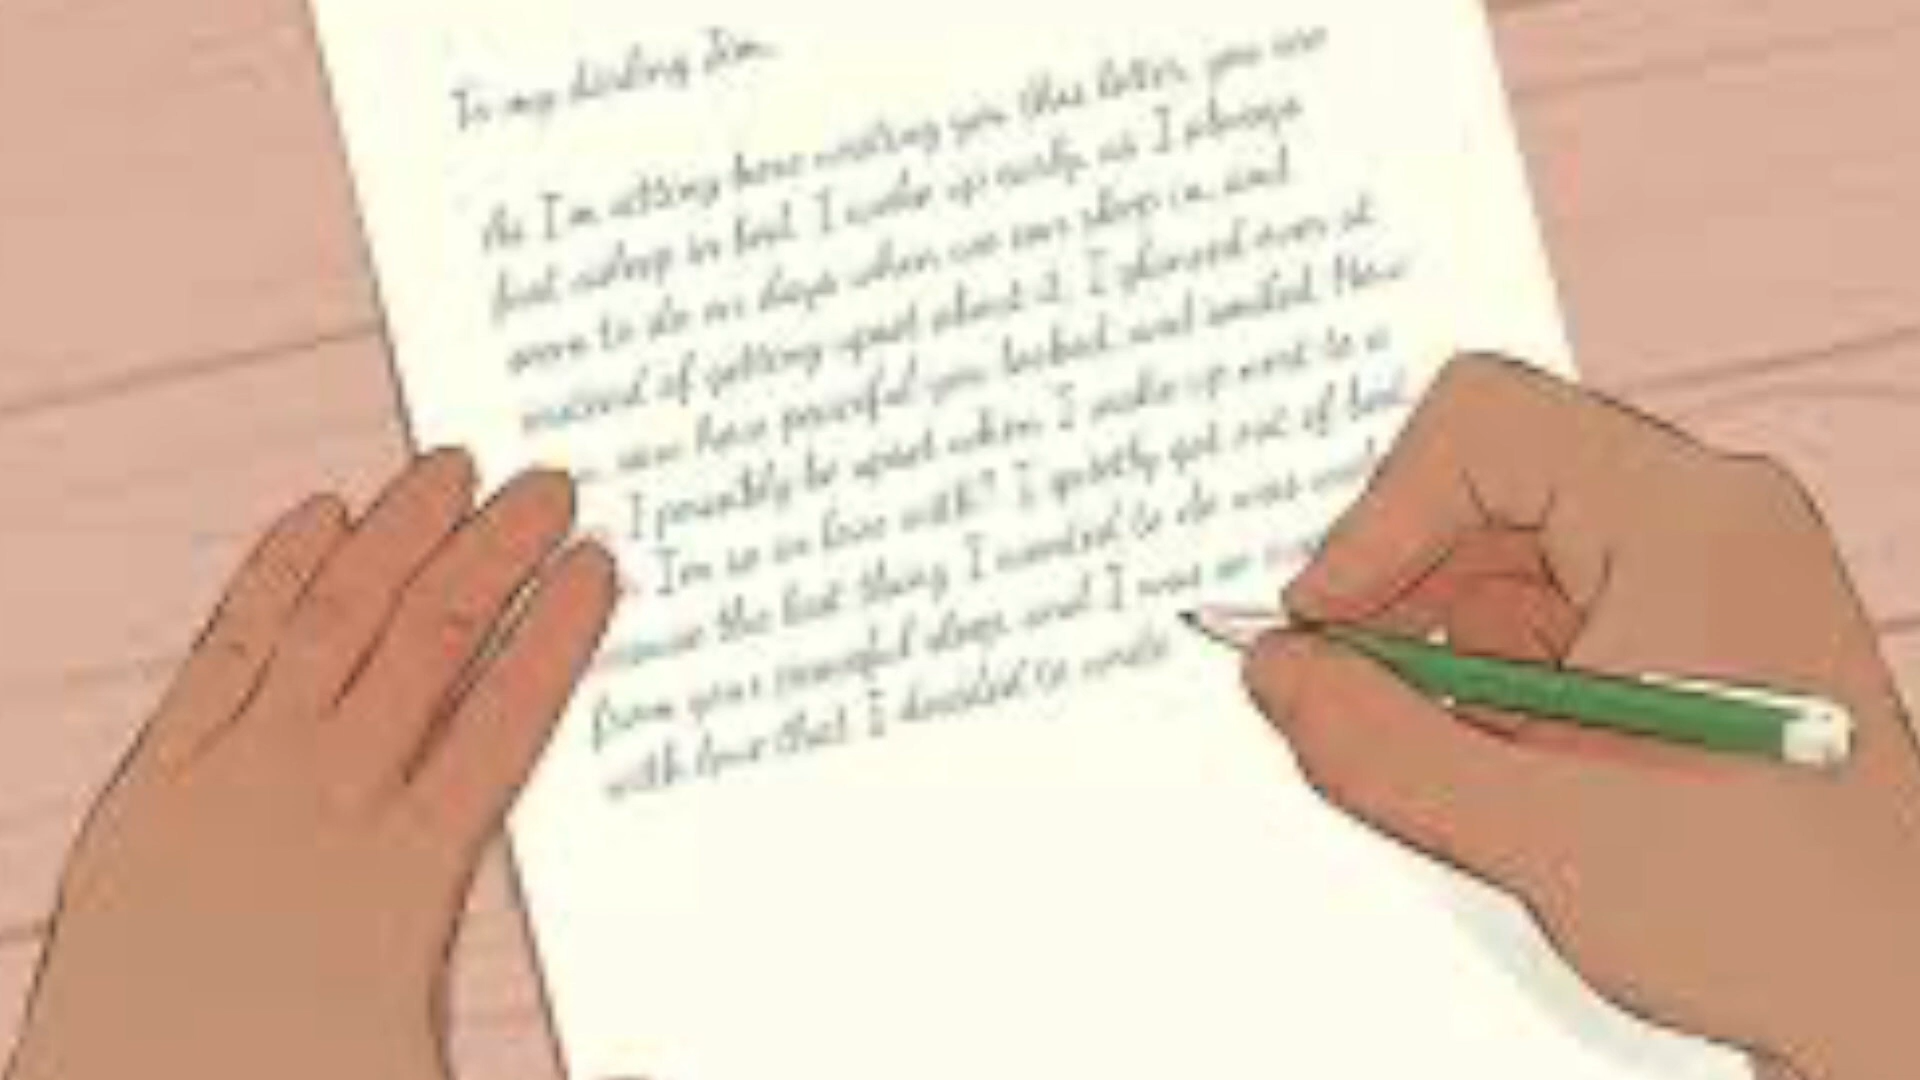 To my darling Jim,
As I'm sitting here writing you this letter, you are
fast asleep in bed. I woke up early, as I always
seem to do on days when we can sleep in, and
instead of getting upset about it, I glanced over at
saw how peaceful you looked, and smiled. How
I possibly be upset when I wake up next to a
I'm so in love with? I quietly got out of bed,
the last thing I wanted to do was
from your peaceful sleep, and I was so
with love that I decided to write